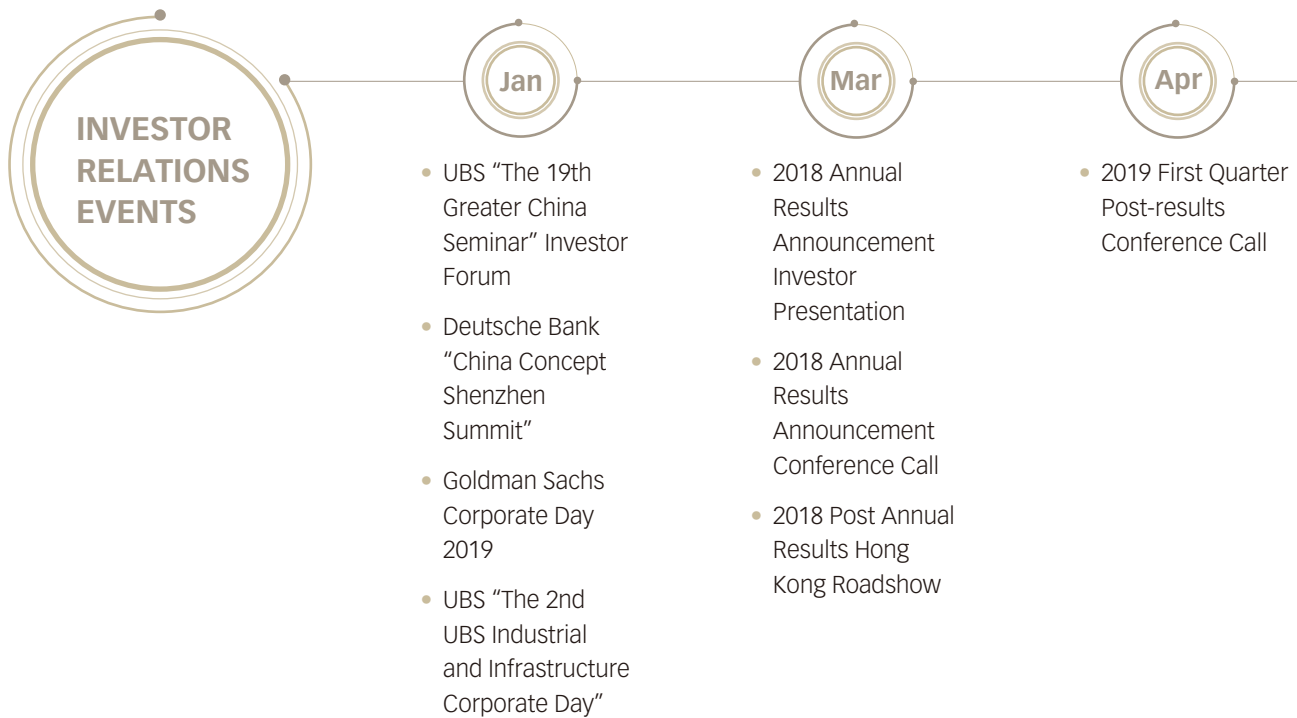 INVESTOR
RELATIONS
EVENTS
Jan
• UBS “The 19th
Greater China
Seminar” Investor
Forum
• Deutsche Bank
“China Concept
Shenzhen
Summit”
• Goldman Sachs
Corporate Day
2019
• UBS “The 2nd
UBS Industrial
and Infrastructure
Corporate Day”
Mar
• 2018 Annual
Results
Announcement
Investor
Presentation
• 2018 Annual
Results
Announcement
Conference Call
• 2018 Post Annual
Results Hong
Kong Roadshow
Apr
• 2019 First Quarter
Post-results
Conference Call